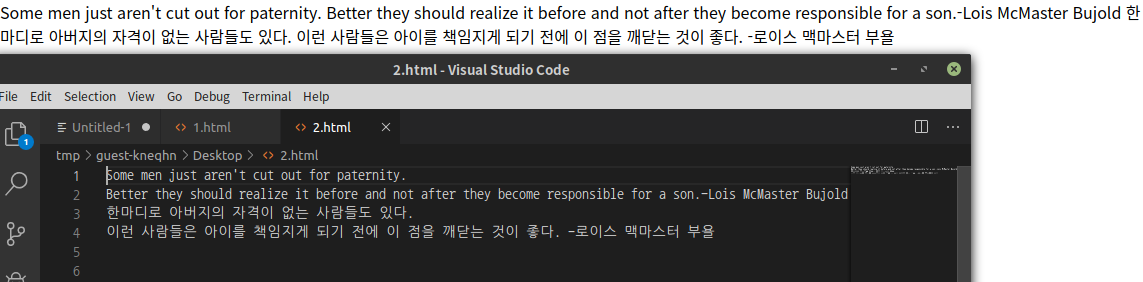 Some men just aren't cut out for paternity. Better they should realize it before and not after they become responsible for a son.-Lois McMaster Bujold 한
마디로 아버지의 자격이 없는 사람들도 있다. 이런 사람들은 아이를 책임지게 되기 전에 이 점을 깨닫는 것이 좋다. -로이스 맥마스터 부욜
2.html - Visual Studio Code
File Edit Selection View Go Debug Terminal Help
1 Untitled-1 1.html 2.html
tmp > guest-kneqhn > Desktop > 2.html
1 Some men just aren't cut out for paternity.
2 Better they should realize it before and not after they become responsible for a son.-Lois McMaster Bujold
3 한마디로 아버지의 자격이 없는 사람들도 있다.
4 이런 사람들은 아이를 책임지게 되기 전에 이 점을 깨닫는 것이 좋다. -로이스 맥마스터 부욜
5
6